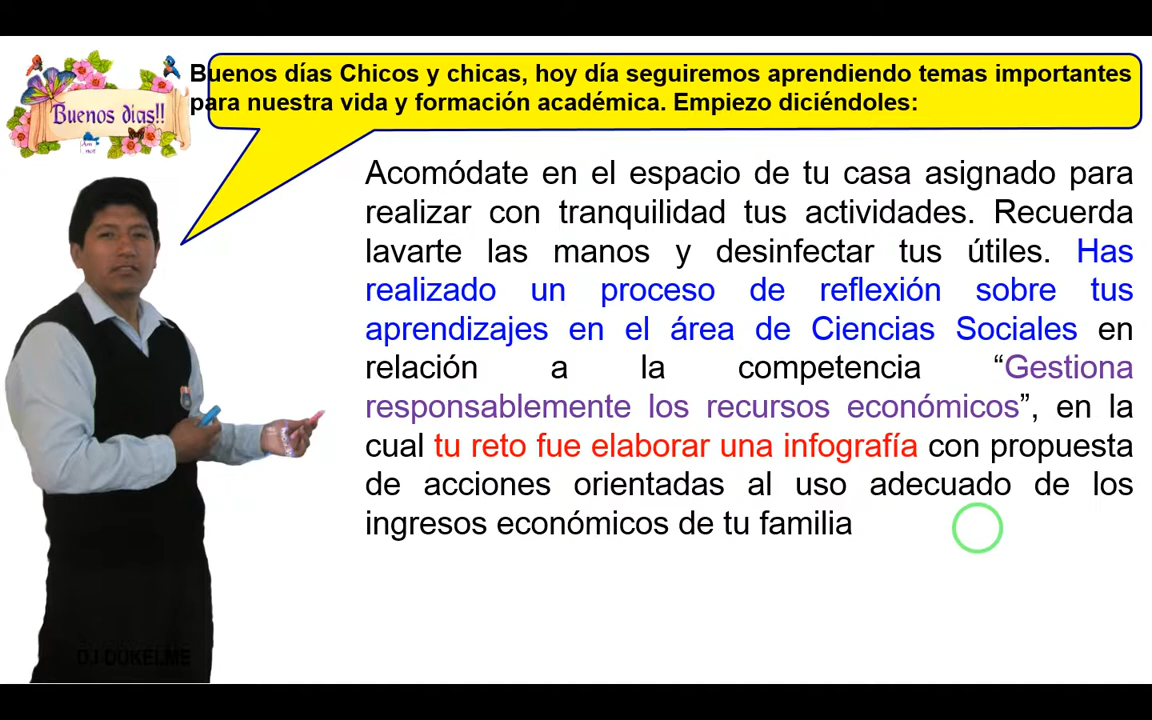 Buenos días Chicos y chicas, hoy día seguiremos aprendiendo temas importantes
para nuestra vida y formación académica. Empiezo diciéndoles:
Buenos dias!!
Acomódate en el espacio de tu casa asignado para
realizar con tranquilidad tus actividades. Recuerda
lavarte las manos y desinfectar tus útiles. Has
realizado un proceso de reflexión sobre tus
aprendizajes en el área de Ciencias Sociales en
relación a la competencia “Gestiona
responsablemente los recursos económicos”, en la
cual tu reto fue elaborar una infografía con propuesta
de acciones orientadas al uso adecuado de los
ingresos económicos de tu familia